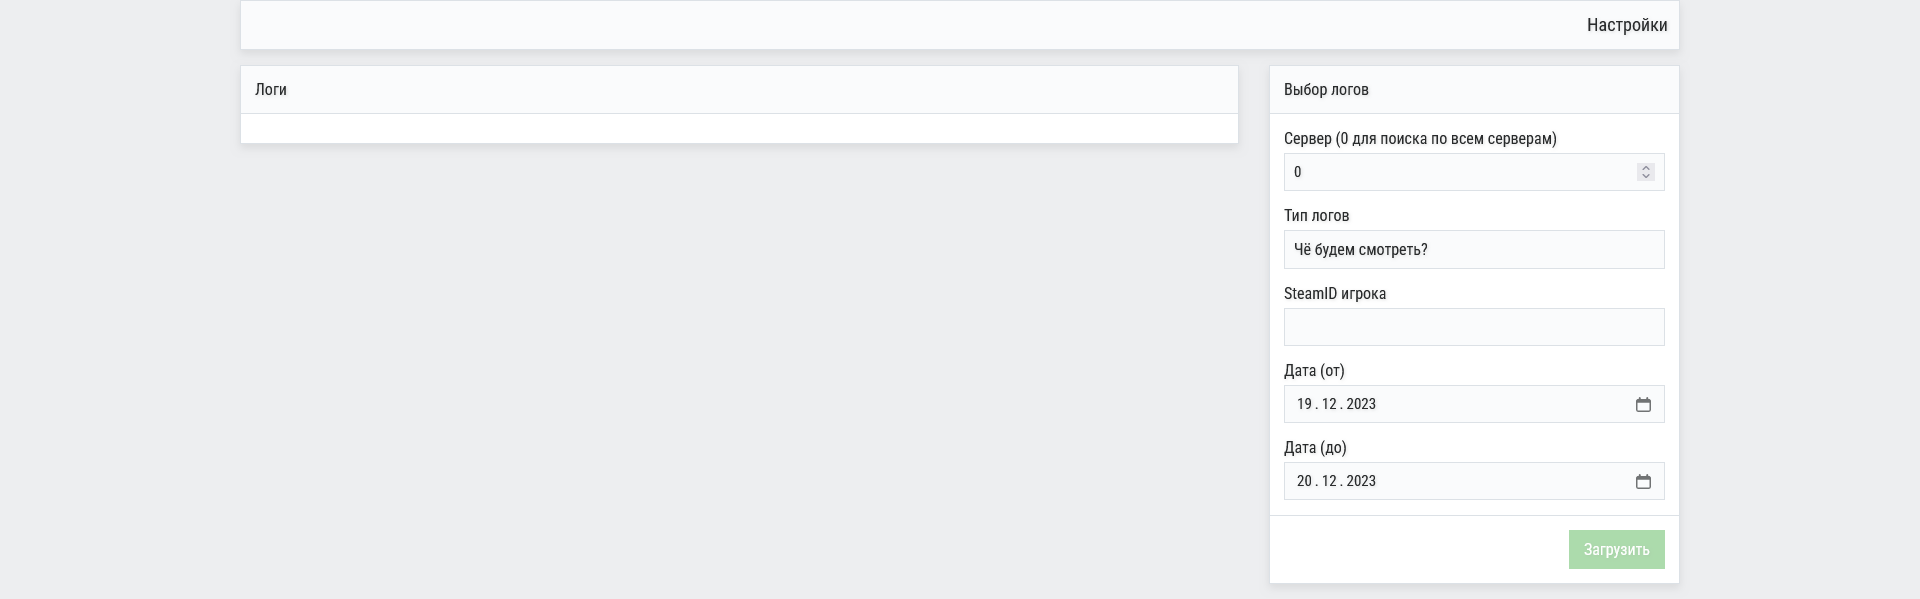 Настройки
Логи
Выбор логов
Сервер (0 для поиска по всем серверам)
0
Тип логов
Чё будем смотреть?
SteamID игрока
Дата (от)
19 . 12 . 2023
Дата (до)
20 . 12 . 2023
Загрузить